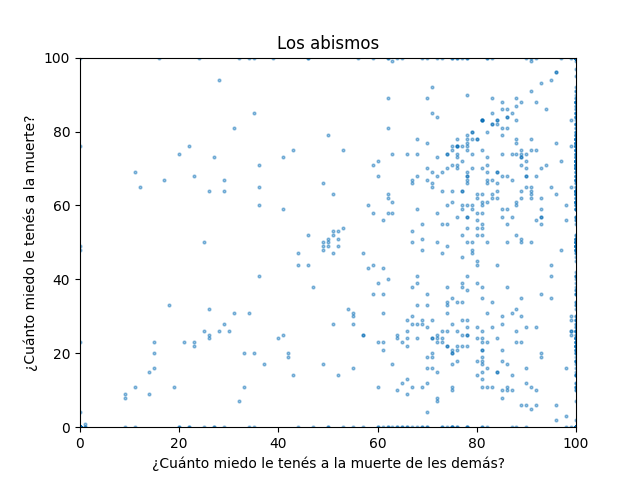 Los abismos
¿Cuánto miedo le tenés a la muerte?
100
80
60
40
20
0
0 20 40 60 80 100
¿Cuánto miedo le tenés a la muerte de les demás?